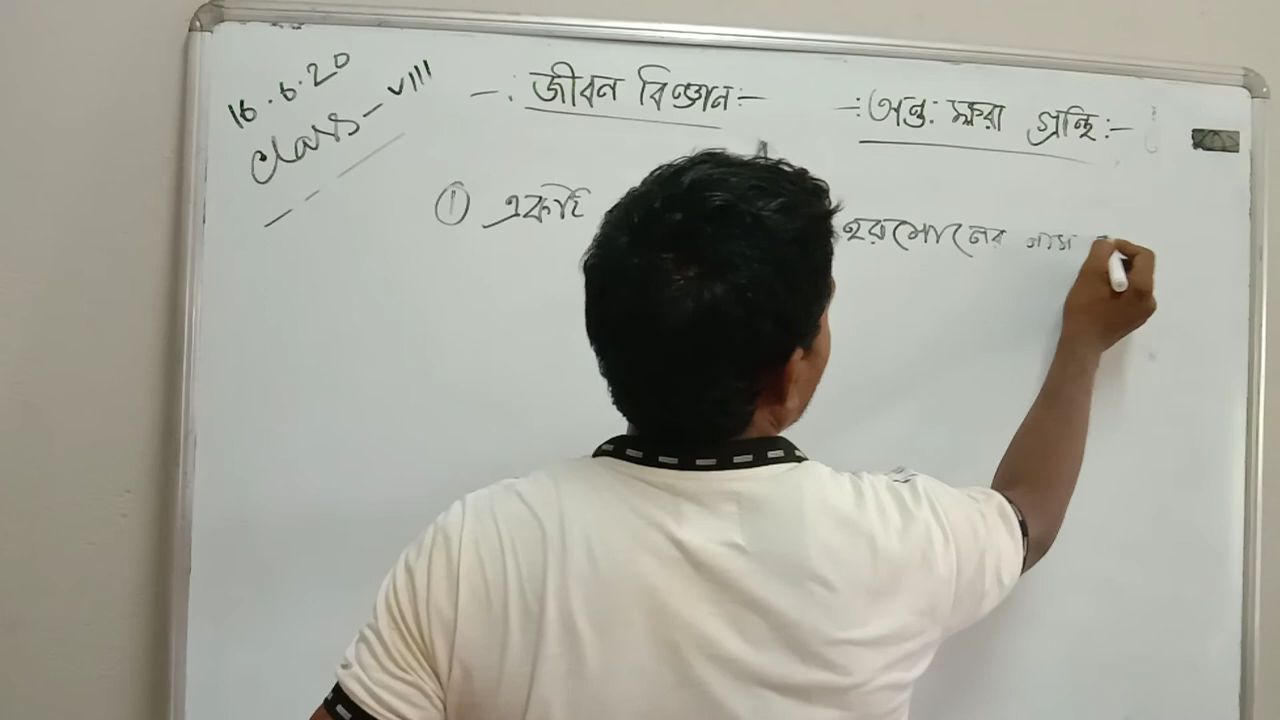 16.6.20
Class-VIII
-: জীবন বিজ্ঞান:-
-: অন্ত: ক্ষরা গ্রন্থি:-
① একটি হরমোনের নাম